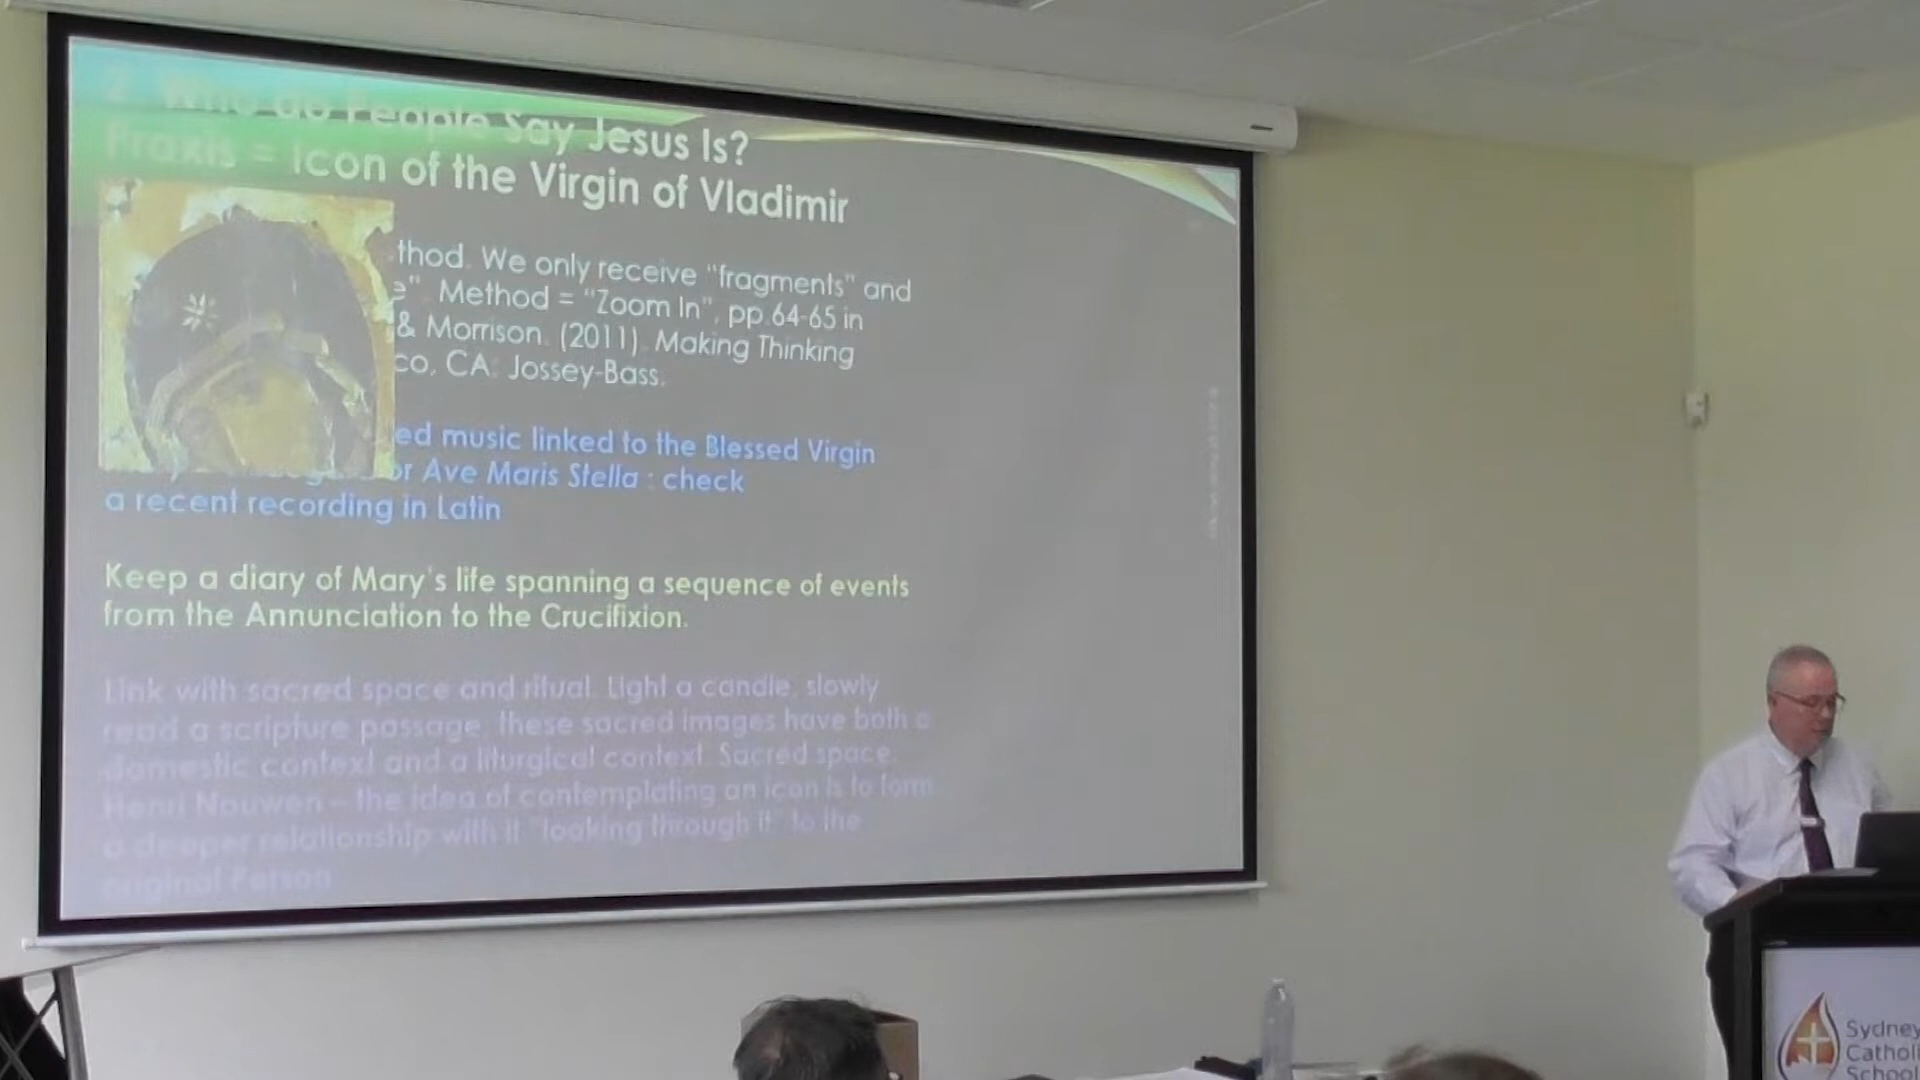 2 Who do People Say Jesus Is?
Praxis = Icon of the Virgin of Vladimir
thod. We only receive "fragments" and
e". Method = "Zoom In", pp.64-65 in
& Morrison. (2011). Making Thinking
co, CA: Jossey-Bass.
ed music linked to the Blessed Virgin
or Ave Maris Stella : check
a recent recording in Latin
Keep a diary of Mary's life spanning a sequence of events
from the Annunciation to the Crucifixion.
Link with sacred space and ritual. Light a candle, slowly
read a scripture passage, these sacred images have both a
domestic context and a liturgical context. Sacred space.
Henri Nouwen – the idea of contemplating an icon is to form
a deeper relationship with it "looking through it" to the
original Person
Sydney
Catholi
School